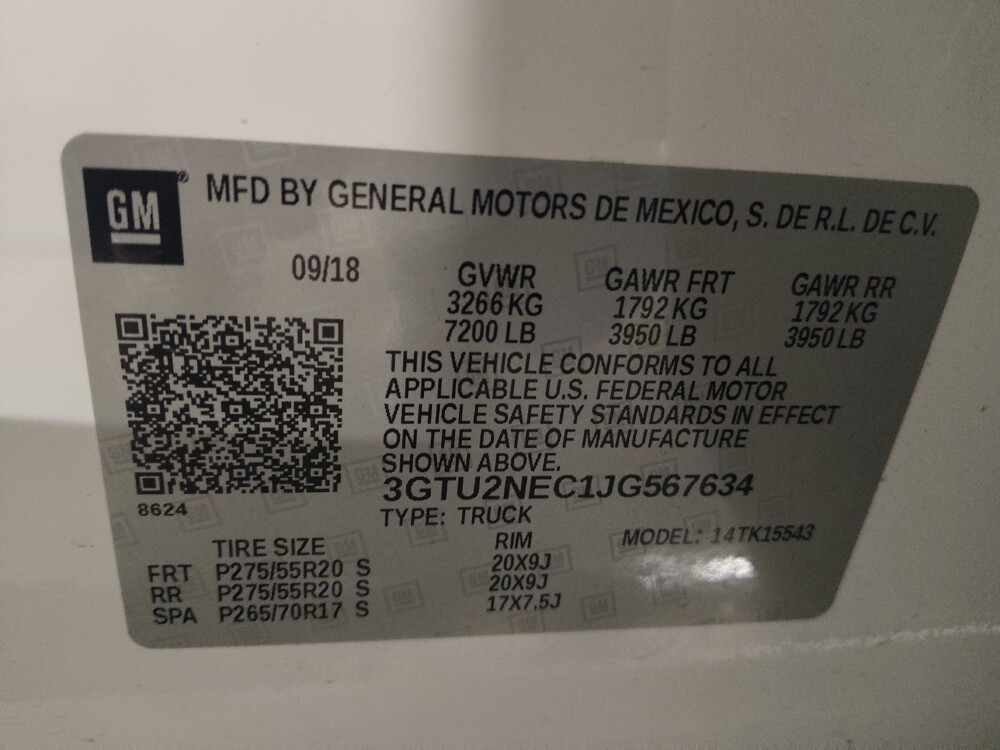 GM® MFD BY GENERAL MOTORS DE MEXICO, S. DE R.L. DE C.V.
09/18 GVWR GAWR FRT GAWR RR
3266 KG 1792 KG 1792 KG
7200 LB 3950 LB 3950 LB
THIS VEHICLE CONFORMS TO ALL
APPLICABLE U.S. FEDERAL MOTOR
VEHICLE SAFETY STANDARDS IN EFFECT
ON THE DATE OF MANUFACTURE
SHOWN ABOVE.
3GTU2NEC1JG567634
8624
TYPE: TRUCK
TIRE SIZE RIM MODEL: 14TK15543
FRT P275/55R20 S 20X9J
RR P275/55R20 S 20X9J
SPA P265/70R17 S 17X7.5J